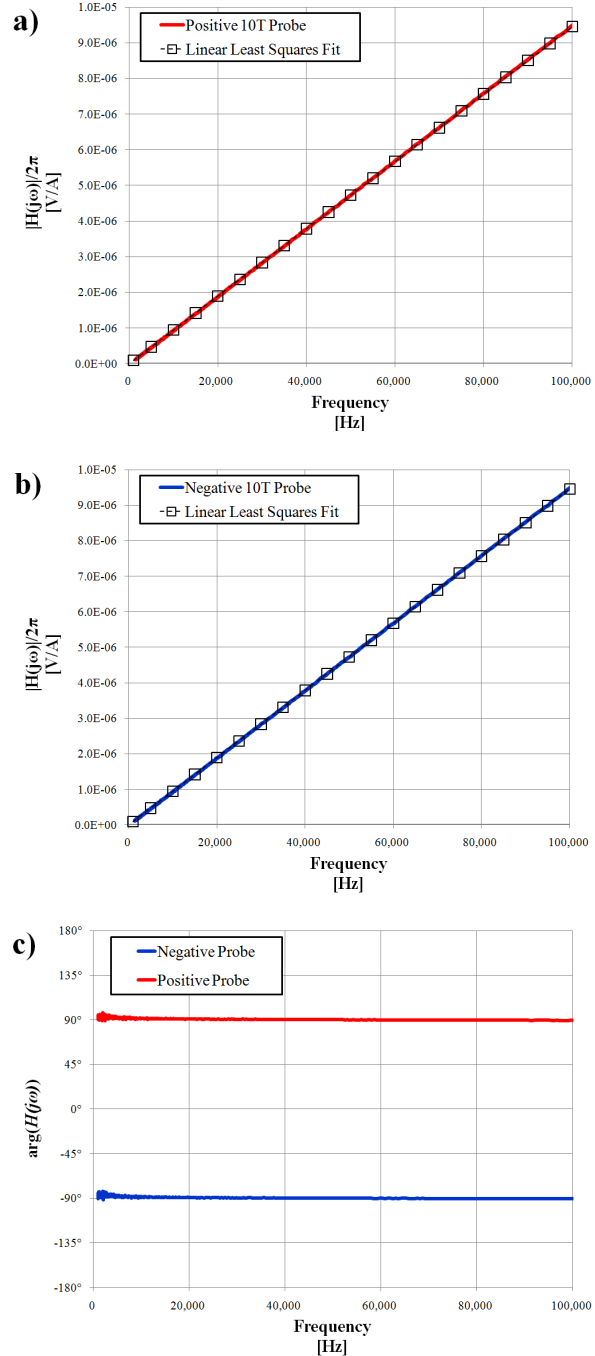 a)
Positive 10T Probe
Linear Least Squares Fit
1.0E-05
9.0E-06
8.0E-06
7.0E-06
6.0E-06
5.0E-06
4.0E-06
3.0E-06
2.0E-06
1.0E-06
0.0E+00
|H(jω)|/2π
[V/A]
0
20,000
40,000
60,000
80,000
100,000
Frequency
[Hz]
b)
Negative 10T Probe
Linear Least Squares Fit
1.0E-05
9.0E-06
8.0E-06
7.0E-06
6.0E-06
5.0E-06
4.0E-06
3.0E-06
2.0E-06
1.0E-06
0.0E+00
|H(jω)|/2π
[V/A]
0
20,000
40,000
60,000
80,000
100,000
Frequency
[Hz]
c)
Negative Probe
Positive Probe
180°
135°
90°
45°
0°
-45°
-90°
-135°
-180°
arg(H(jω))
0
20,000
40,000
60,000
80,000
100,000
Frequency
[Hz]